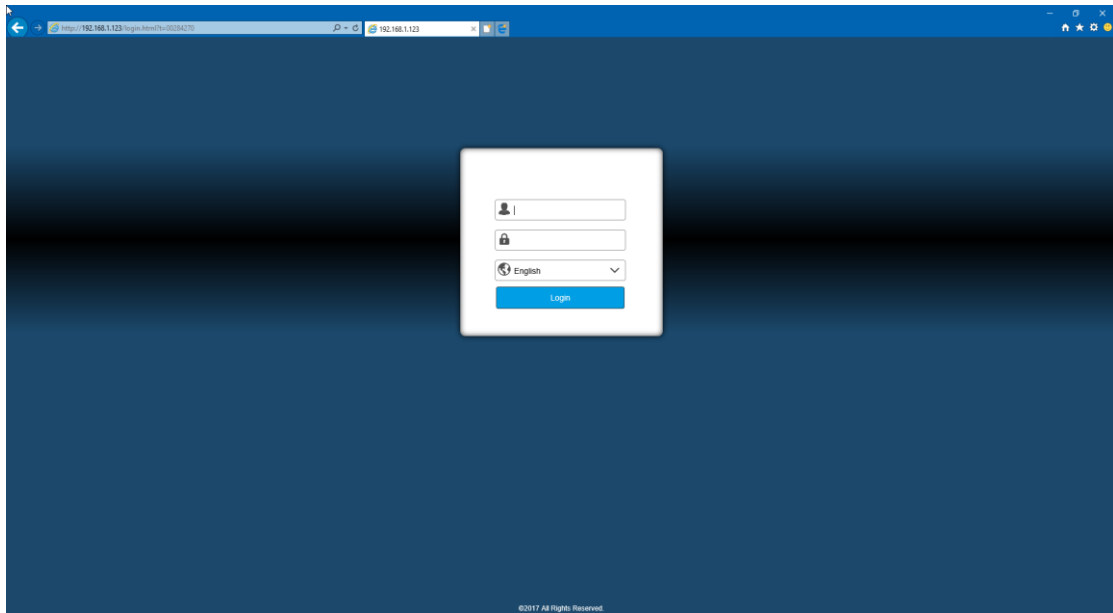 http://192.168.1.123/login.html?t=00284270
192.168.1.123
English
Login
©2017 All Rights Reserved.